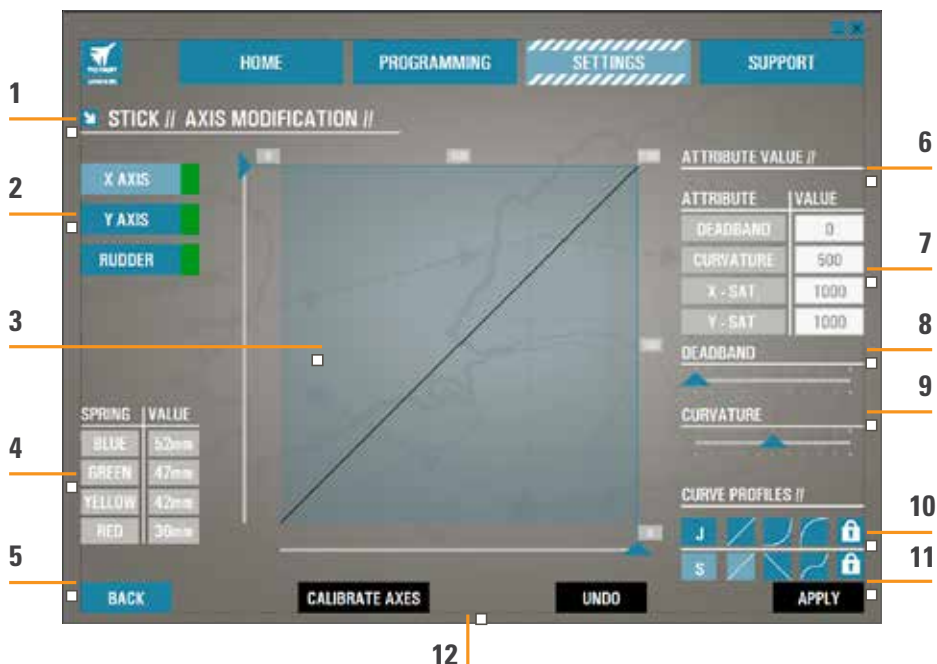 HOME
PROGRAMMING
SETTINGS
SUPPORT
1
STICK // AXIS MODIFICATION //
6
ATTRIBUTE VALUE //
2
X AXIS
Y AXIS
RUDDER
ATTRIBUTE VALUE
DEADBAND 0
7
CURVATURE 500
X - SAT 1000
Y - SAT 1000
3
8
DEADBAND
9
CURVATURE
SPRING VALUE
4
BLUE 52mm
GREEN 47mm
YELLOW 42mm
RED 36mm
CURVE PROFILES //
10
J
11
S
5
BACK
CALIBRATE AXES
UNDO
APPLY
12